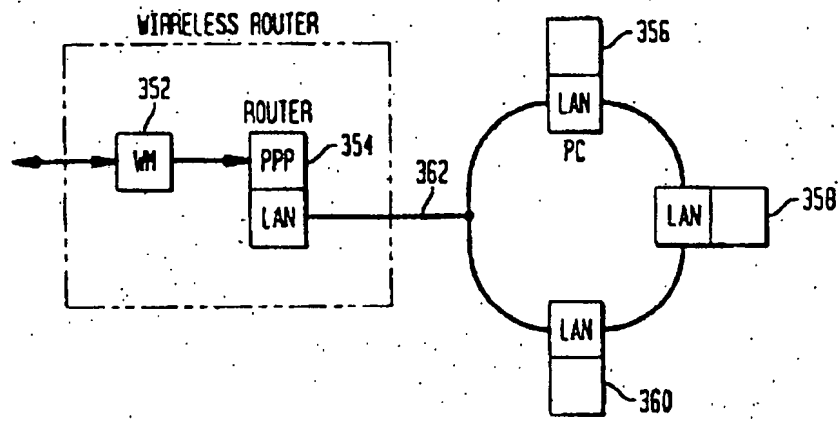 WIRRELESS ROUTER
352
ROUTER
WM
PPP
354
LAN
362
356
LAN
PC
LAN
358
LAN
360